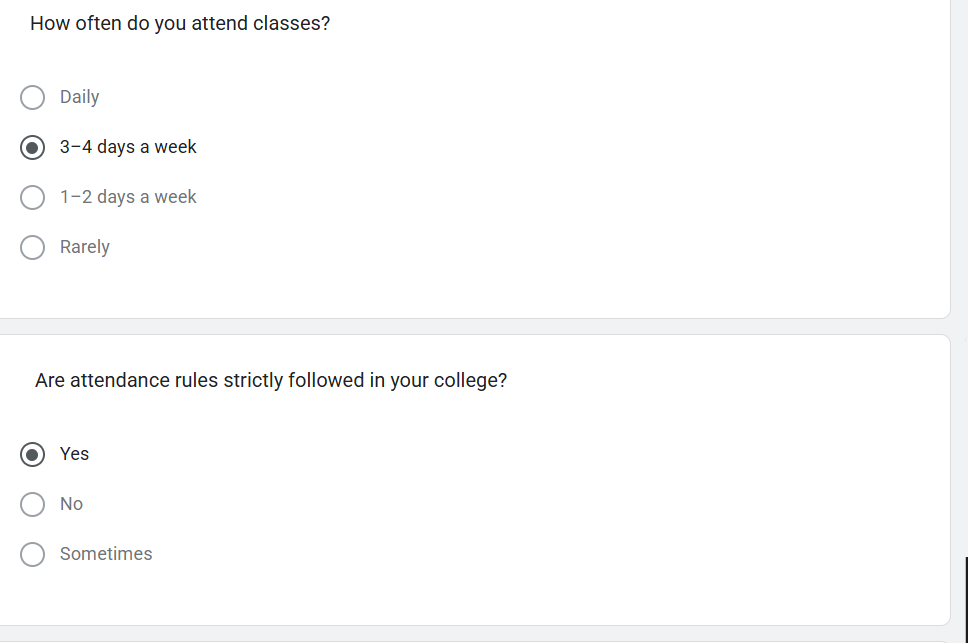 How often do you attend classes?
Daily
3–4 days a week
1–2 days a week
Rarely
Are attendance rules strictly followed in your college?
Yes
No
Sometimes